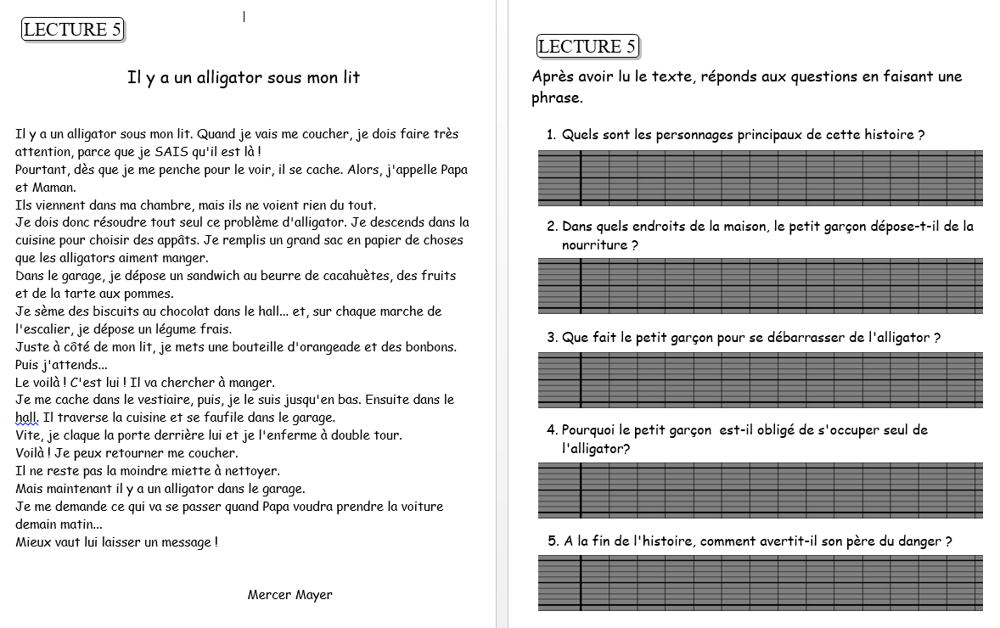 LECTURE 5
Il y a un alligator sous mon lit
Il y a un alligator sous mon lit. Quand je vais me coucher, je dois faire très
attention, parce que je SAIS qu'il est là !
Pourtant, dès que je me penche pour le voir, il se cache. Alors, j'appelle Papa
et Maman.
Ils viennent dans ma chambre, mais ils ne voient rien du tout.
Je dois donc résoudre tout seul ce problème d'alligator. Je descends dans la
cuisine pour choisir des appâts. Je remplis un grand sac en papier de choses
que les alligators aiment manger.
Dans le garage, je dépose un sandwich au beurre de cacahuètes, des fruits
et de la tarte aux pommes.
Je sème des biscuits au chocolat dans le hall... et, sur chaque marche de
l'escalier, je dépose un légume frais.
Juste à côté de mon lit, je mets une bouteille d'orangeade et des bonbons.
Puis j'attends...
Le voilà ! C'est lui ! Il va chercher à manger.
Je me cache dans le vestiaire, puis, je le suis jusqu'en bas. Ensuite dans le
hall. Il traverse la cuisine et se faufile dans le garage.
Vite, je claque la porte derrière lui et je l'enferme à double tour.
Voilà ! Je peux retourner me coucher.
Il ne reste pas la moindre miette à nettoyer.
Mais maintenant il y a un alligator dans le garage.
Je me demande ce qui va se passer quand Papa voudra prendre la voiture
demain matin...
Mieux vaut lui laisser un message !
Mercer Mayer
LECTURE 5
Après avoir lu le texte, réponds aux questions en faisant une
phrase.
1. Quels sont les personnages principaux de cette histoire ?
2. Dans quels endroits de la maison, le petit garçon dépose-t-il de la
nourriture ?
3. Que fait le petit garçon pour se débarrasser de l'alligator ?
4. Pourquoi le petit garçon est-il obligé de s'occuper seul de
l'alligator?
5. A la fin de l'histoire, comment avertit-il son père du danger ?